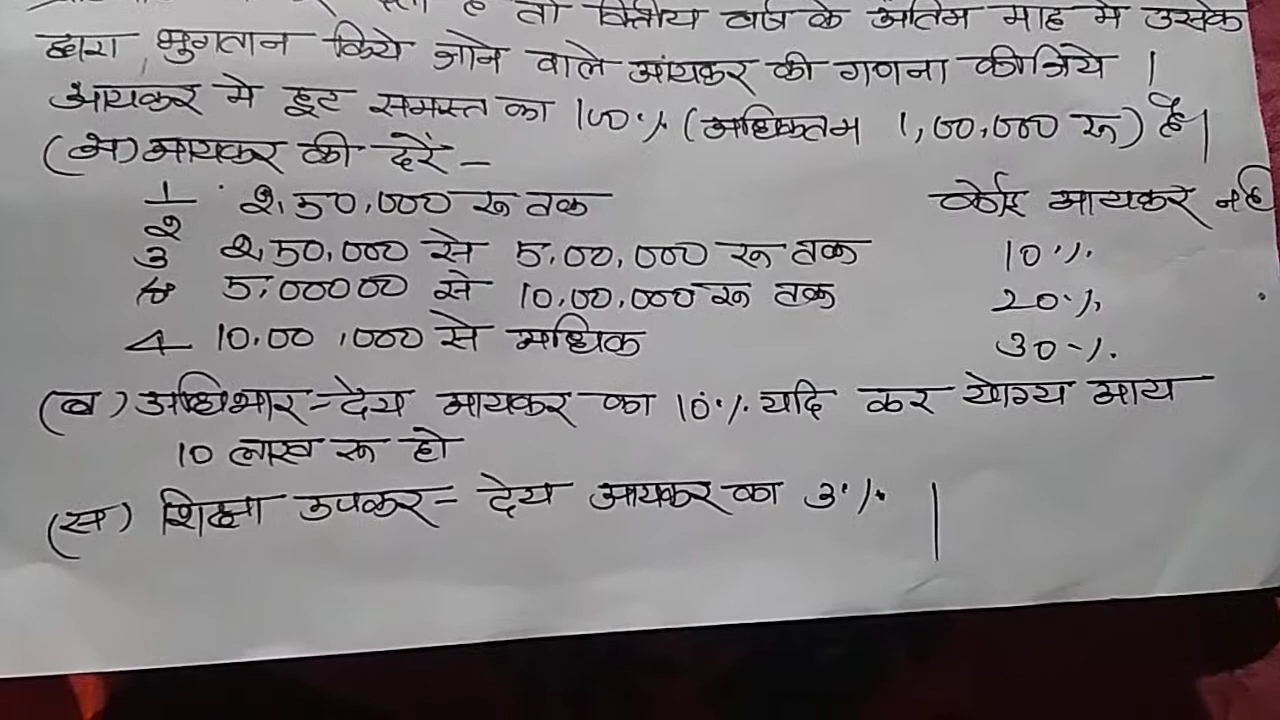 है तो वित्तीय वर्ष के अंतिम माह मे उसके
द्वारा भुगतान किये जाने वाले आयकर की गणना कीजिये ।
आयकर मे छूट समस्त का 100% (अधिकतम 1,00,000 रू) है।
(अ) आयकर की दरें -
1 2,50,000 रू तक कोई आयकर नहि
2
3 2,50,000 से 5,00,000 रू तक 10%
5,00000 से 10,00,000 रू तक 20%
4 10,00,000 से अधिक 30%
(ब) अधिभार = देय आयकर का 10% यदि कर योग्य आय
10 लाख रू हो
(स) शिक्षा उपकर = देय आयकर का 3% |